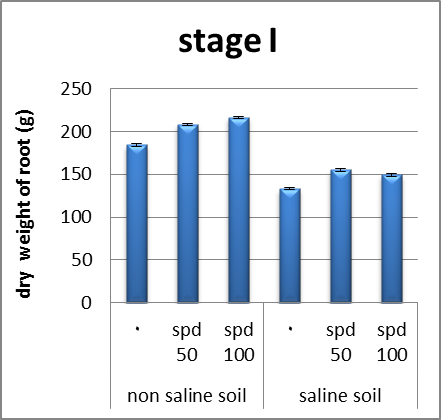 stage I
dry weight of root (g)
250
200
150
100
50
0
· spd 50 spd 100 · spd 50 spd 100
non saline soil saline soil